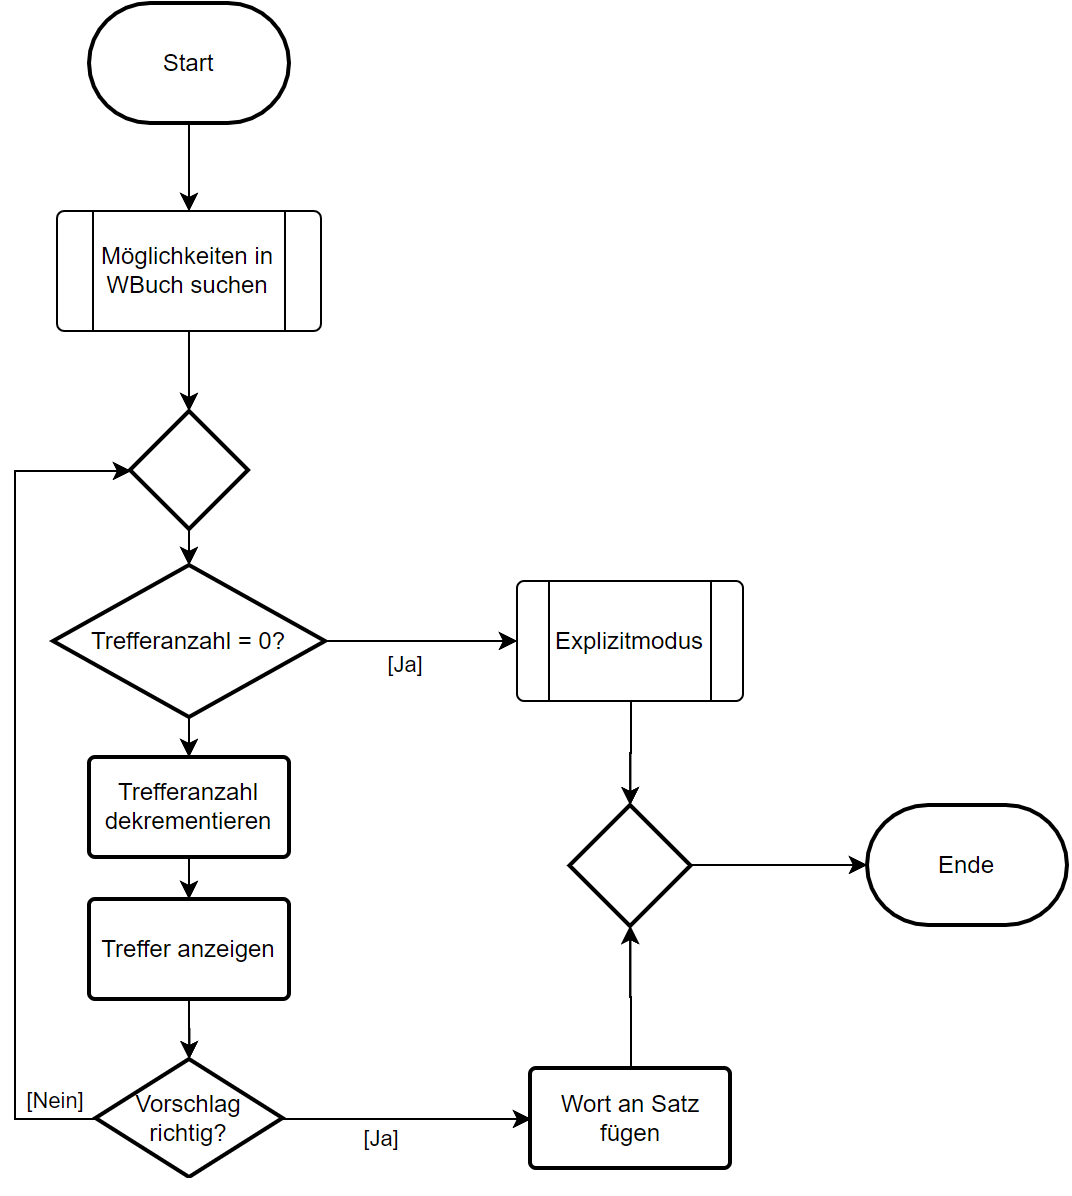 Start
Möglichkeiten in
WBuch suchen
Trefferanzahl = 0?
[Ja]
Explizitmodus
Trefferanzahl
dekrementieren
Ende
Treffer anzeigen
[Nein]
Vorschlag
richtig?
[Ja]
Wort an Satz
fügen